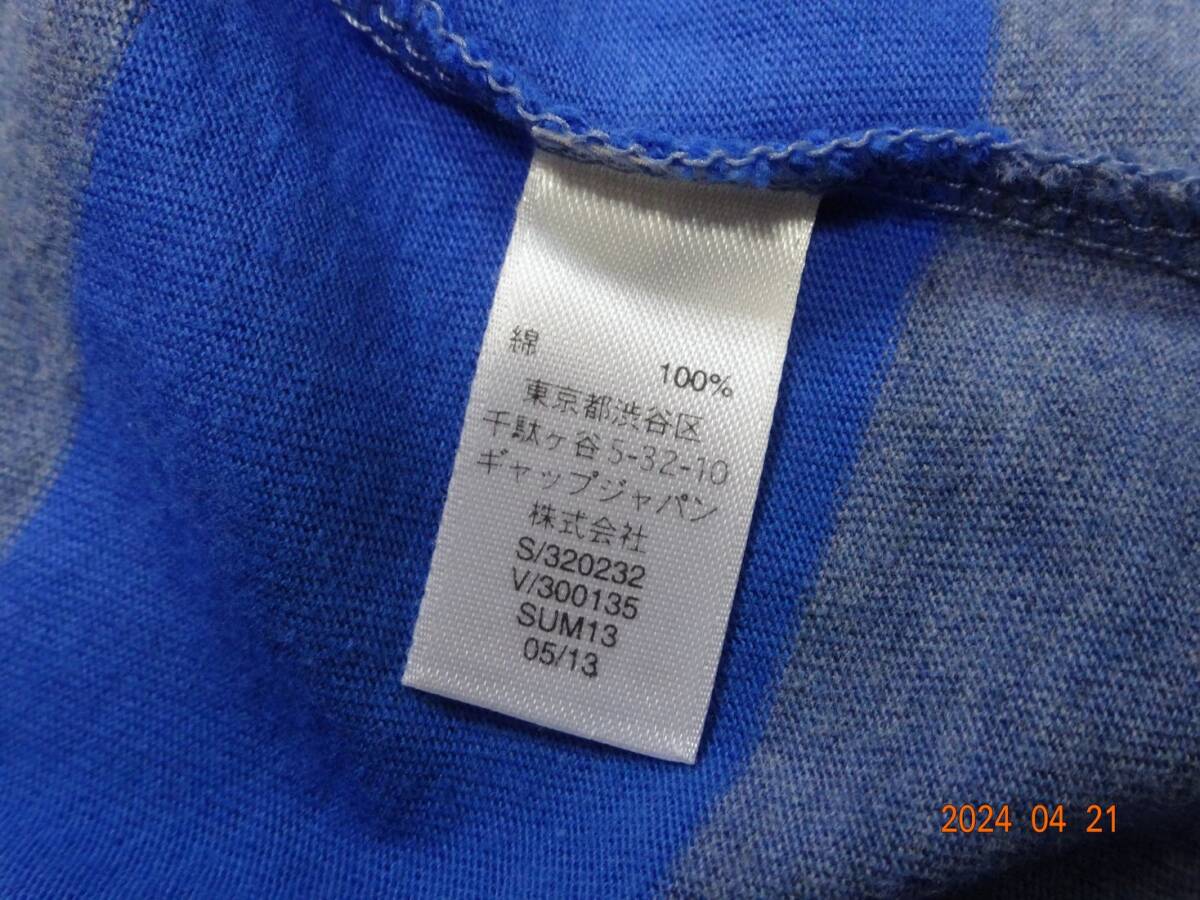 綿
100%
東京都渋谷区
千駄ヶ谷5-32-10
ギャップジャパン
株式会社
S/320232
V/300135
SUM13
05/13
2024 04 21